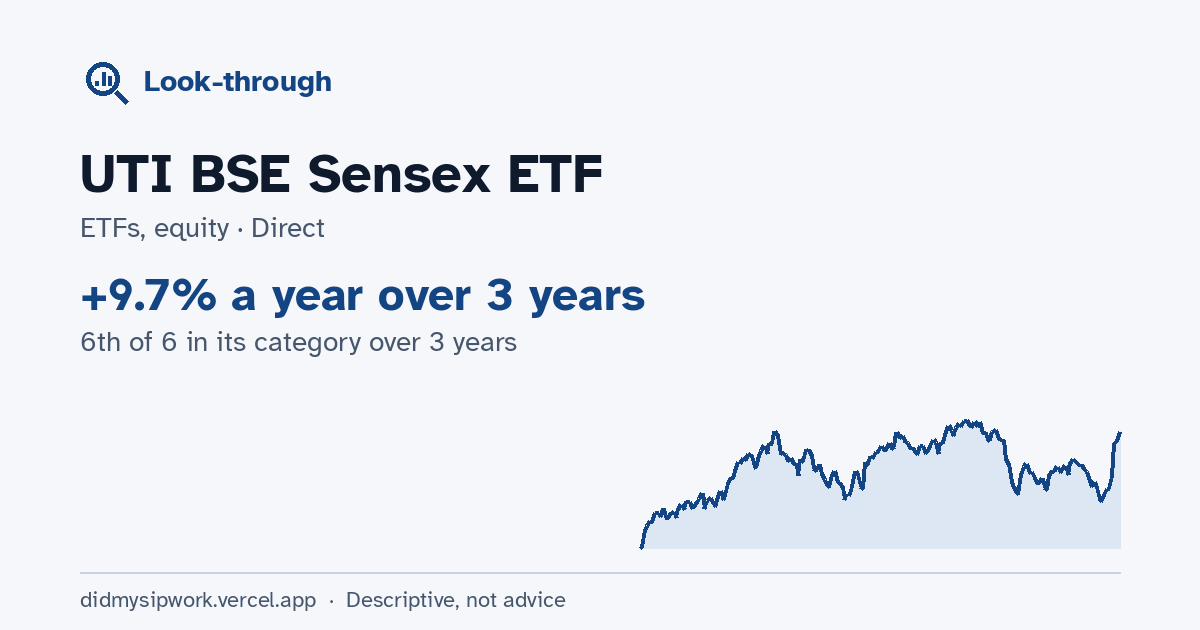 Look-through
UTI BSE Sensex ETF
ETFs, equity · Direct
+9.7% a year over 3 years
6th of 6 in its category over 3 years
didmysipwork.vercel.app · Descriptive, not advice